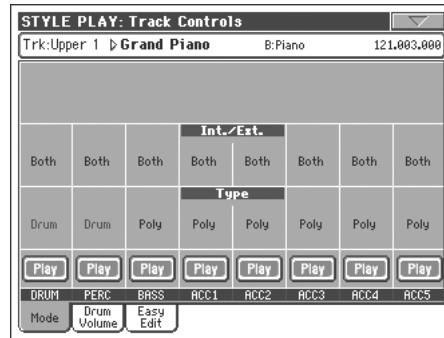 STYLE PLAY: Track Controls
Trk:Upper 1 ▷Grand Piano B:Piano 121.003.000
Int./Ext.
Both Both Both Both Both Both Both Both
Type
Drum Drum Poly Poly Poly Poly Poly Poly
Play Play Play Play Play Play Play Play
DRUM PERC BASS ACC1 ACC2 ACC3 ACC4 ACC5
Mode Drum Volume Easy Edit